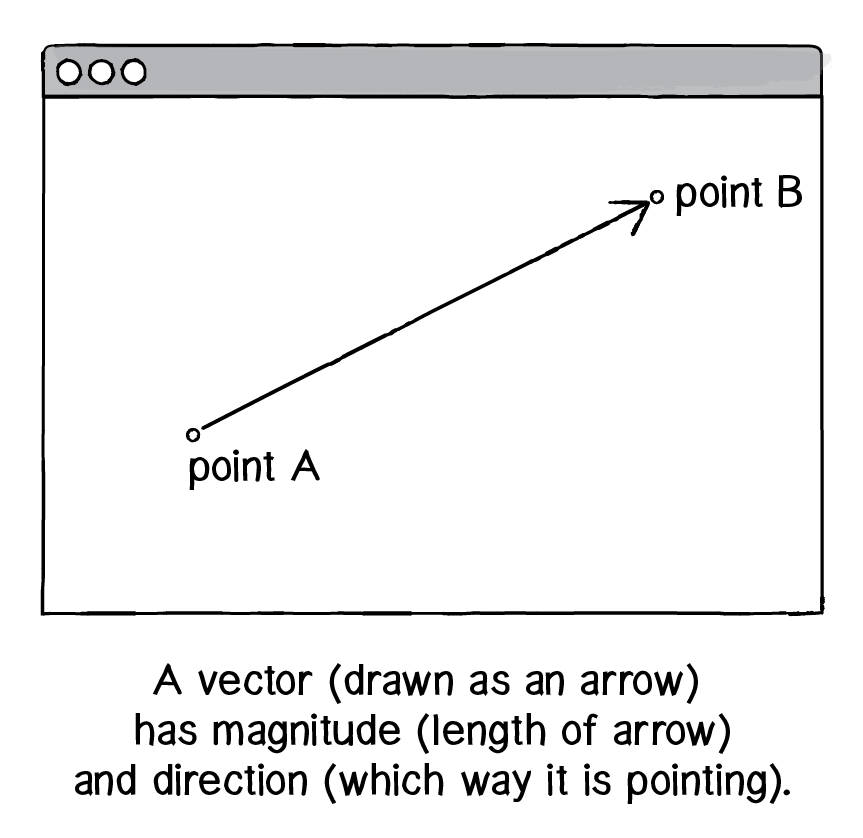 point B
point A
A vector (drawn as an arrow)
has magnitude (length of arrow)
and direction (which way it is pointing).